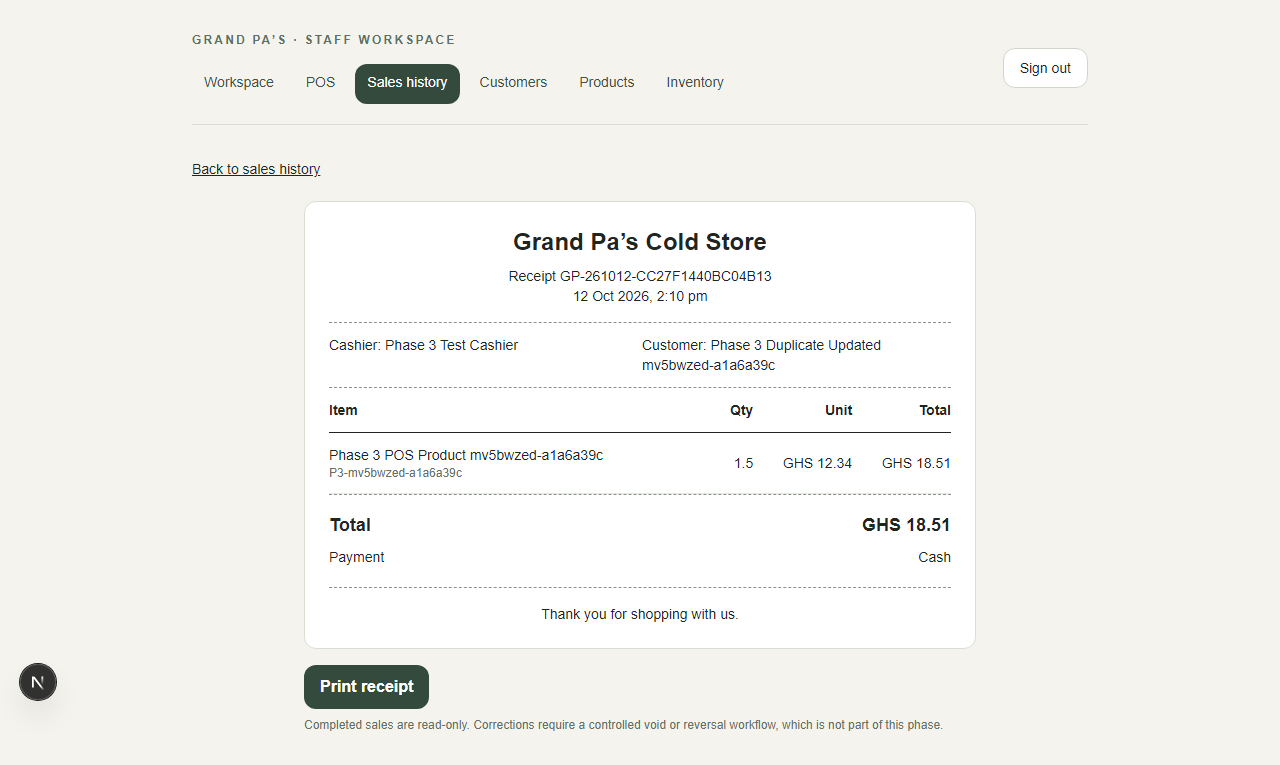 GRAND PA’S · STAFF WORKSPACE
Workspace POS Sales history Customers Products Inventory
Sign out
Back to sales history
Grand Pa’s Cold Store
Receipt GP-261012-CC27F1440BC04B13
12 Oct 2026, 2:10 pm
Cashier: Phase 3 Test Cashier
Customer: Phase 3 Duplicate Updated
mv5bwzed-a1a6a39c
Item Qty Unit Total
Phase 3 POS Product mv5bwzed-a1a6a39c
P3-mv5bwzed-a1a6a39c
1.5 GHS 12.34 GHS 18.51
Total GHS 18.51
Payment Cash
Thank you for shopping with us.
N
Print receipt
Completed sales are read-only. Corrections require a controlled void or reversal workflow, which is not part of this phase.